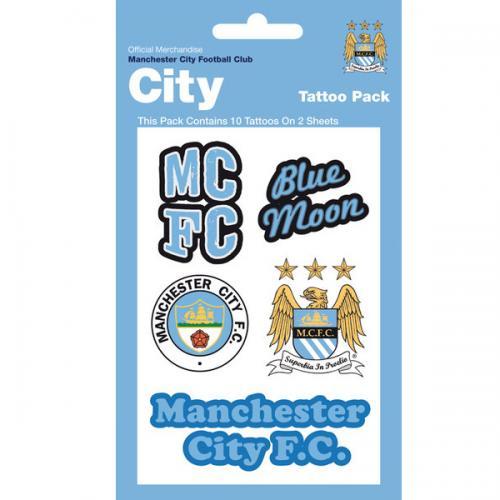 Official Merchandise
Manchester City Football Club
City
Tattoo Pack
This Pack Contains 10 Tattoos On 2 Sheets
MC
FC
Blue
Moon
MANCHESTER CITY F.C.
M.C.F.C.
Superbia In Proelio
Manchester
City F.C.